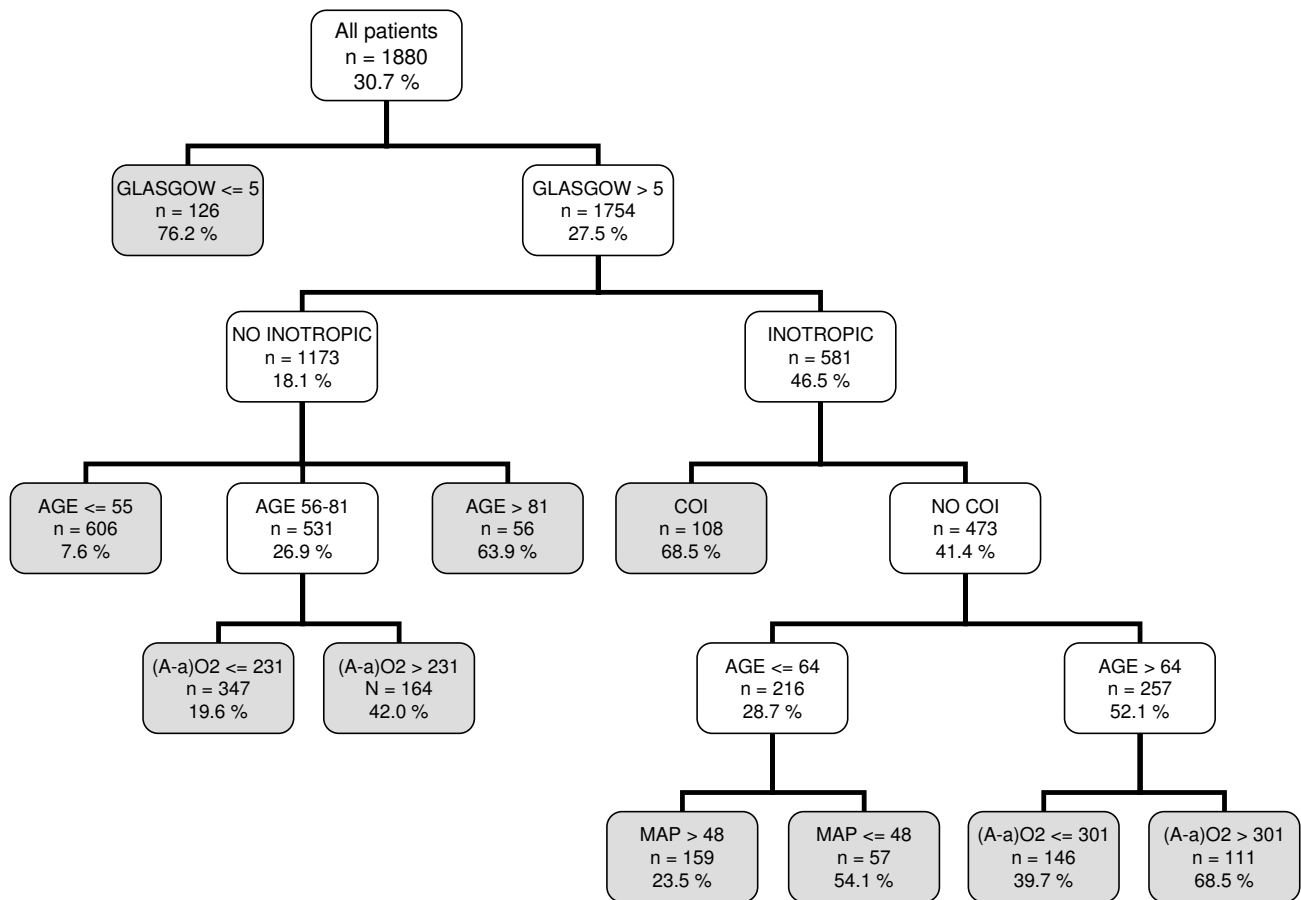 All patients
n = 1880
30.7 %
GLASGOW <= 5
n = 126
76.2 %
GLASGOW > 5
n = 1754
27.5 %
NO INOTROPIC
n = 1173
18.1 %
INOTROPIC
n = 581
46.5 %
AGE <= 55
n = 606
7.6 %
AGE 56-81
n = 531
26.9 %
AGE > 81
n = 56
63.9 %
COI
n = 108
68.5 %
NO COI
n = 473
41.4 %
(A-a)O2 <= 231
n = 347
19.6 %
(A-a)O2 > 231
N = 164
42.0 %
AGE <= 64
n = 216
28.7 %
AGE > 64
n = 257
52.1 %
MAP > 48
n = 159
23.5 %
MAP <= 48
n = 57
54.1 %
(A-a)O2 <= 301
n = 146
39.7 %
(A-a)O2 > 301
n = 111
68.5 %